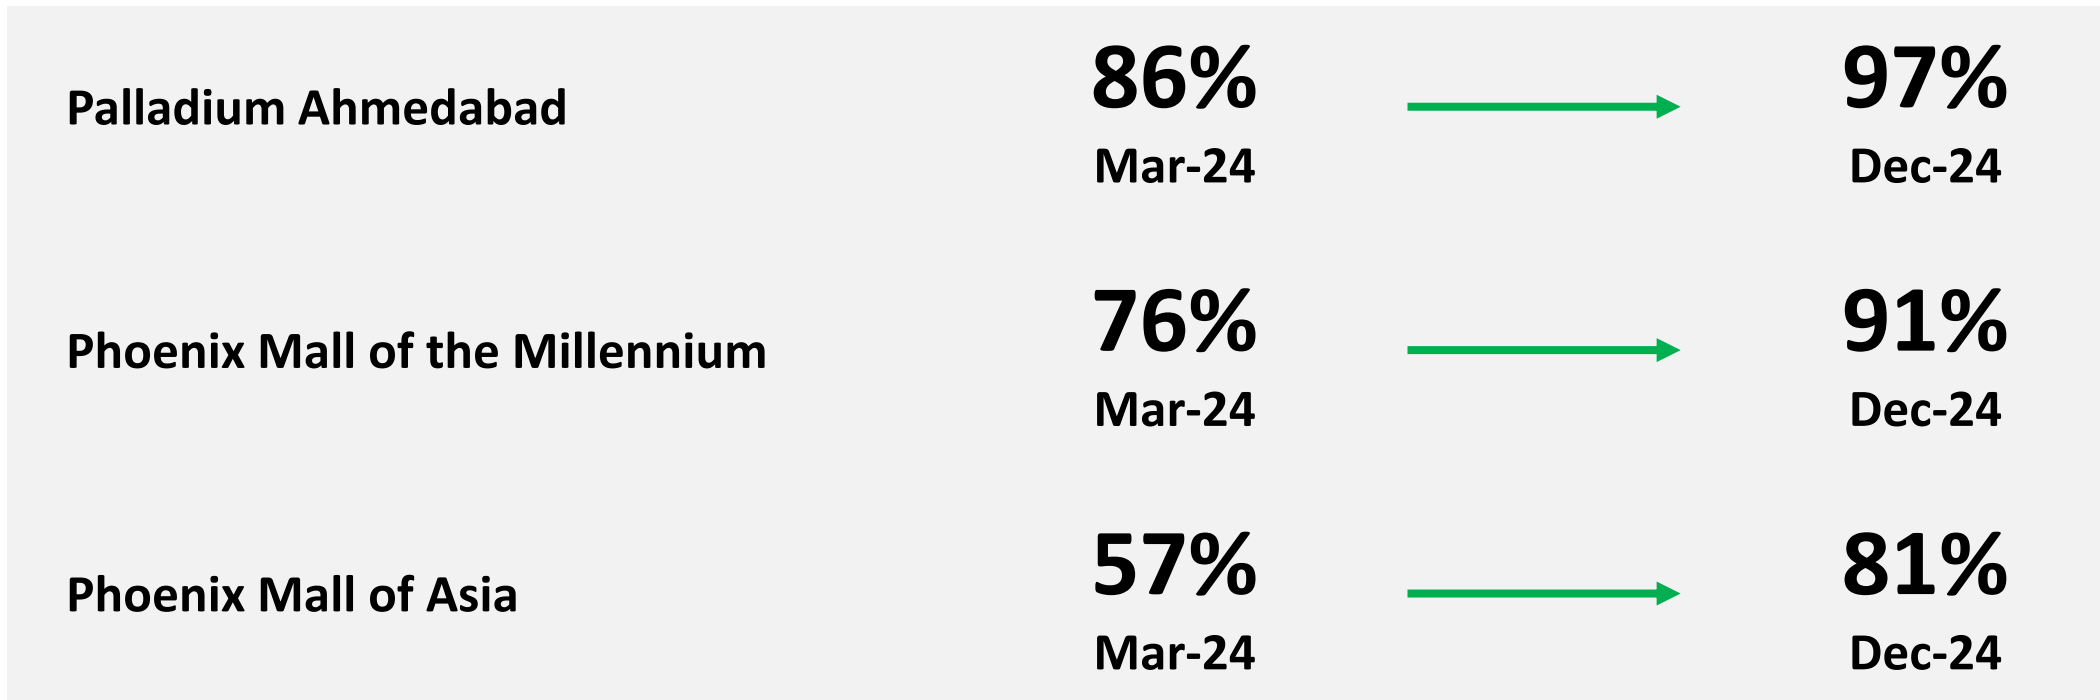 Palladium Ahmedabad
86%
Mar-24
97%
Dec-24
Phoenix Mall of the Millennium
76%
Mar-24
91%
Dec-24
Phoenix Mall of Asia
57%
Mar-24
81%
Dec-24